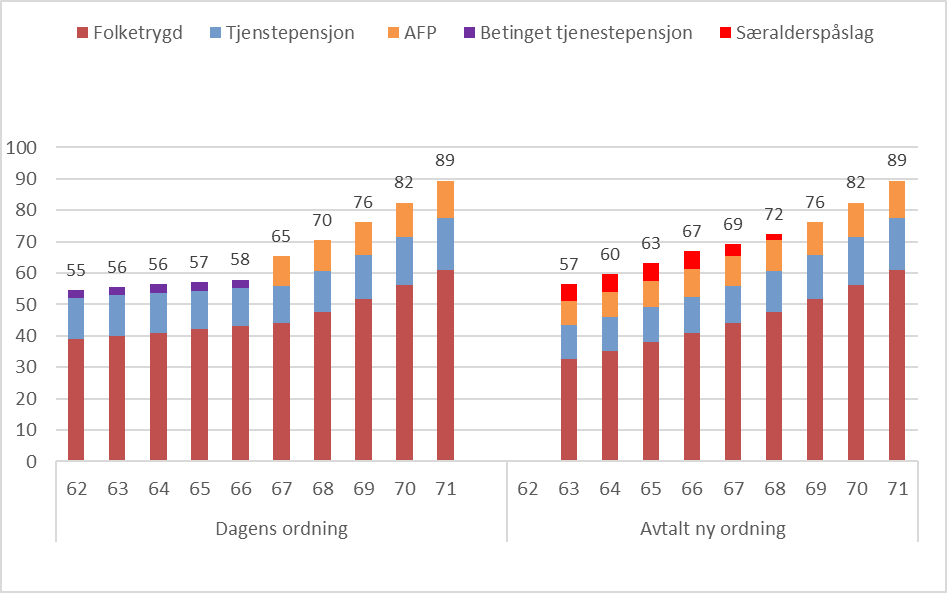 Folketrygd Tjenstepensjon AFP Betinget tjenestepensjon Særalderspåslag
100
90
80
70
60
50
40
30
20
10
0
55 56 56 57 58 65 70 76 82 89
57 60 63 67 69 72 76 82 89
62 63 64 65 66 67 68 69 70 71 62 63 64 65 66 67 68 69 70 71
Dagens ordning Avtalt ny ordning